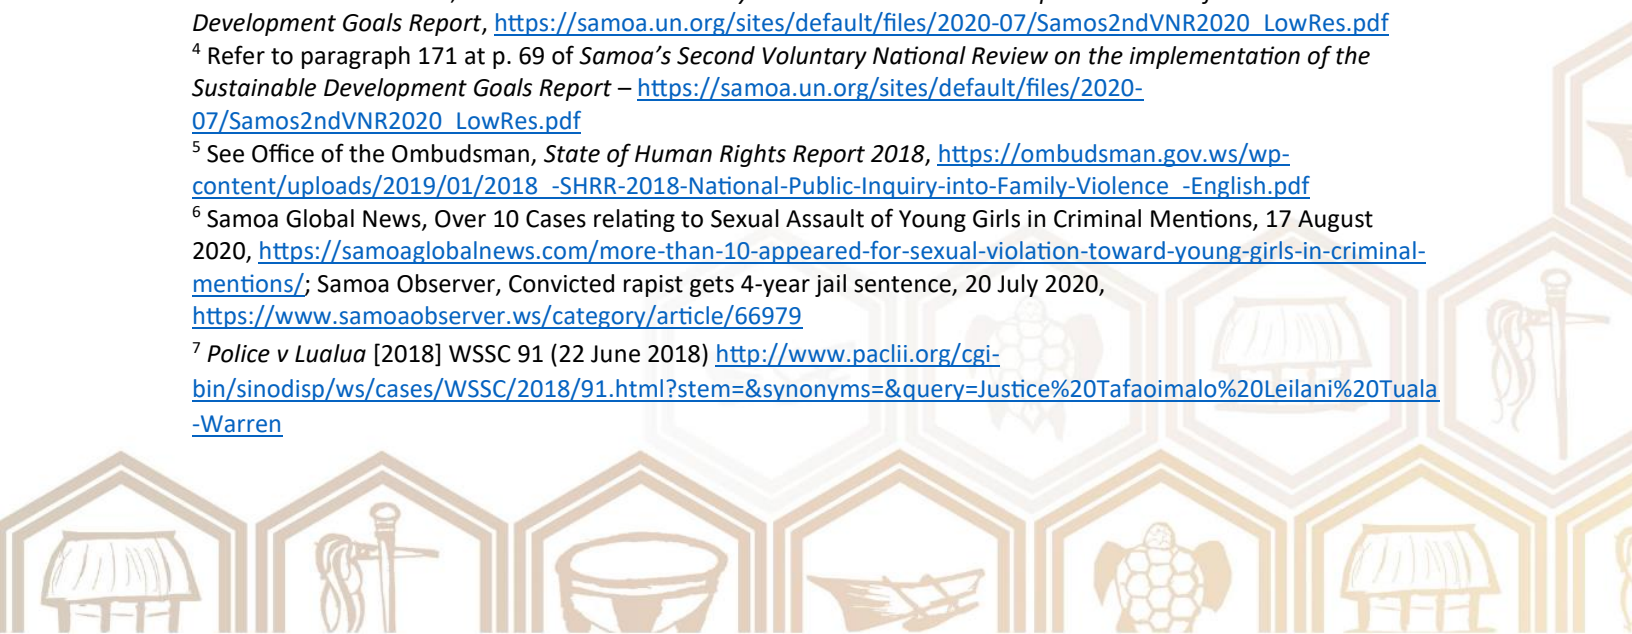 Development Goals Report, https://samoa.un.org/sites/default/files/2020-07/Samos2ndVNR2020_LowRes.pdf
4 Refer to paragraph 171 at p. 69 of Samoa’s Second Voluntary National Review on the implementation of the
Sustainable Development Goals Report – https://samoa.un.org/sites/default/files/2020-
07/Samos2ndVNR2020_LowRes.pdf
5 See Office of the Ombudsman, State of Human Rights Report 2018, https://ombudsman.gov.ws/wp-
content/uploads/2019/01/2018_-SHRR-2018-National-Public-Inquiry-into-Family-Violence_-English.pdf
6 Samoa Global News, Over 10 Cases relating to Sexual Assault of Young Girls in Criminal Mentions, 17 August
2020, https://samoaglobalnews.com/more-than-10-appeared-for-sexual-violation-toward-young-girls-in-criminal-
mentions/; Samoa Observer, Convicted rapist gets 4-year jail sentence, 20 July 2020,
https://www.samoaobserver.ws/category/article/66979
7 Police v Lualua [2018] WSSC 91 (22 June 2018) http://www.paclii.org/cgi-
bin/sinodisp/ws/cases/WSSC/2018/91.html?stem=&synonyms=&query=Justice%20Tafaoimalo%20Leilani%20Tuala
-Warren